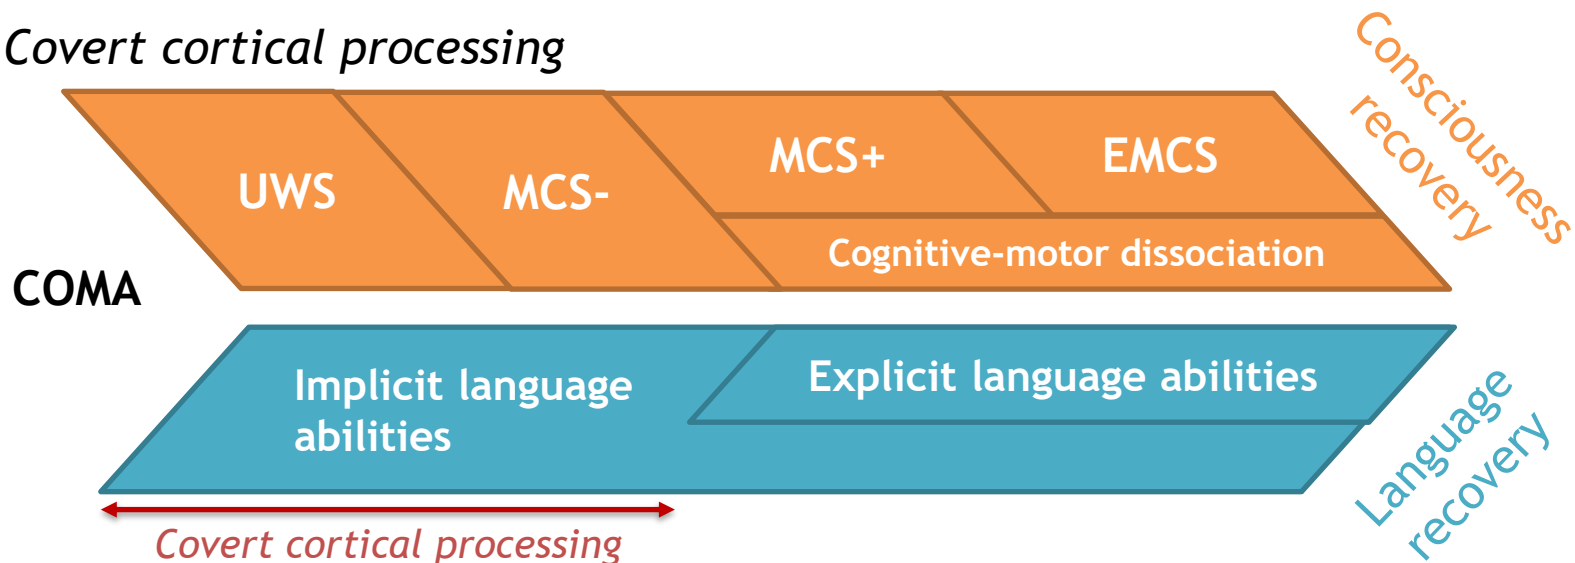 Covert cortical processing
Consciousness
recovery
UWS
MCS-
MCS+
EMCS
Cognitive-motor dissociation
COMA
Implicit language
abilities
Explicit language abilities
Language
recovery
Covert cortical processing